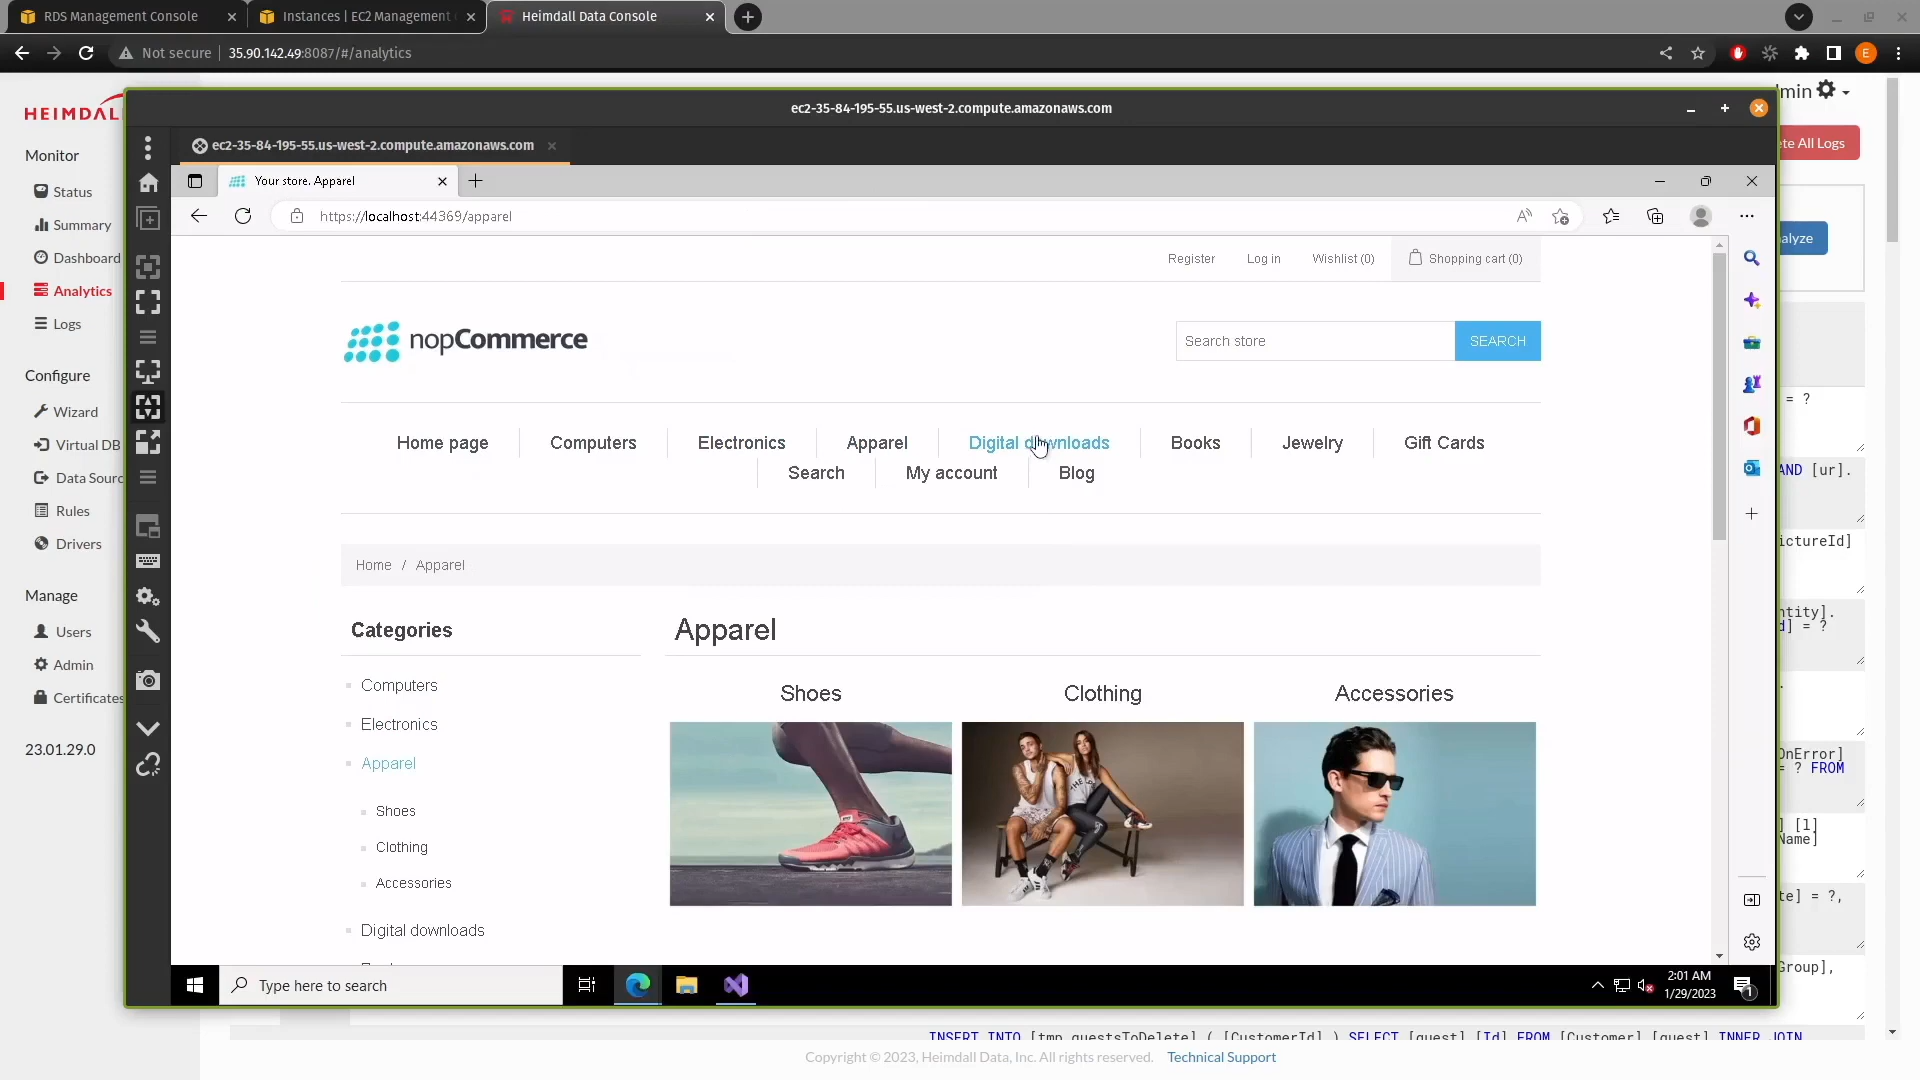 RDS Management Console
Instances | EC2 Management
Heimdall Data Console
Not secure
35.90.142.49:8087/#/analytics
E
ec2-35-84-195-55.us-west-2.compute.amazonaws.com
ec2-35-84-195-55.us-west-2.compute.amazonaws.com
HEIMDAL
Monitor
Status
Summary
Dashboard
Analytics
Logs
Configure
Wizard
Virtual DB
Data Sourc
Rules
Drivers
Manage
Users
Admin
Certificates
23.01.29.0
Your store. Apparel
https://localhost:44369/apparel
Register
Log in
Wishlist (0)
Shopping cart (0)
nopCommerce
Search store
SEARCH
Home page
Computers
Electronics
Apparel
Digital downloads
Books
Jewelry
Gift Cards
Search
My account
Blog
Home / Apparel
Categories
Computers
Electronics
Apparel
Shoes
Clothing
Accessories
Digital downloads
Apparel
Shoes
Clothing
Accessories
Type here to search
2:01 AM
1/29/2023
1
min
te All Logs
alyze
= ?
AND [ur].
ictureId]
ntity].
d] = ?
OnError]
= ? FROM
] [1]
Name]
te] = ?,
Group],
INSERT INTO [tmp_guestsToDelete] ( [CustomerId] ) SELECT [guest].[Id] FROM [Customer] [guest] INNER JOIN
Copyright © 2023, Heimdall Data, Inc. All rights reserved.
Technical Support